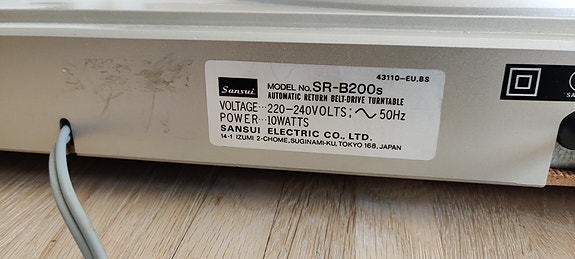 43110-EU.BS
Sansui
MODEL No. SR-B200s
AUTOMATIC RETURN BELT-DRIVE TURNTABLE
VOLTAGE··· 220-240VOLTS; ∼ 50Hz
POWER··· 10WATTS
SANSUI ELECTRIC CO., LTD.
14-1 IZUMI 2-CHOME, SUGINAMI-KU, TOKYO 168, JAPAN